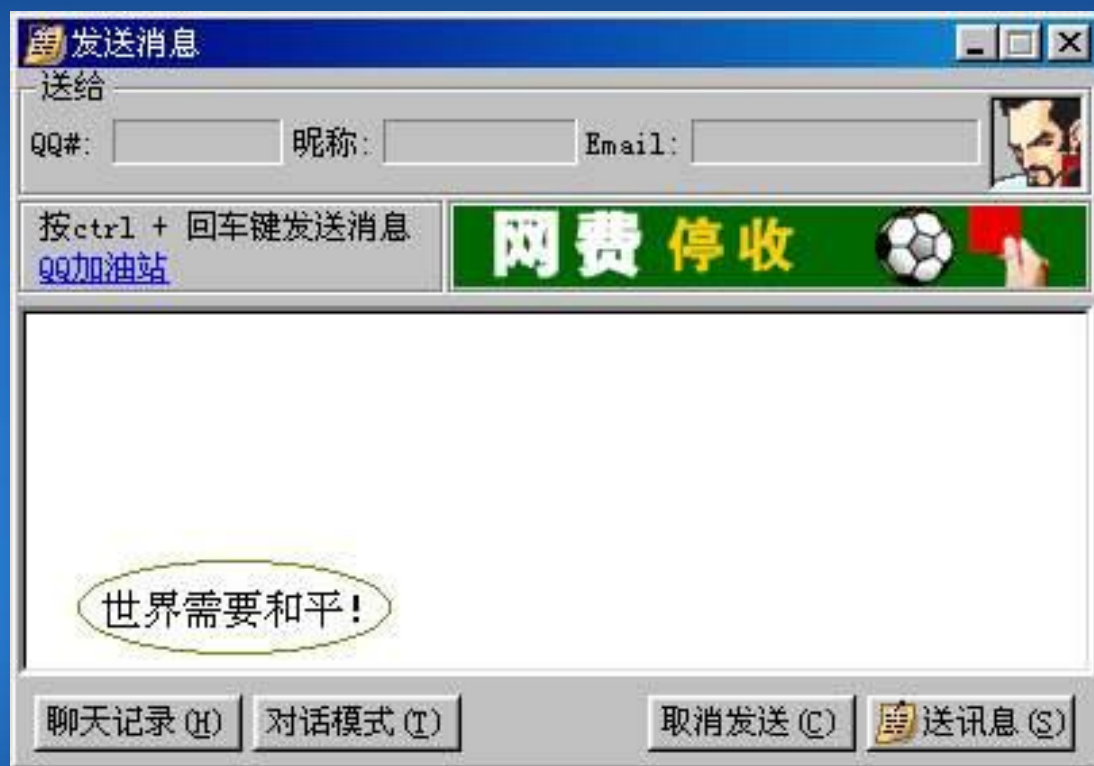 发送消息
送给
QQ#: 昵称: Email:
按ctrl + 回车键发送消息
QQ加油站
网费停收
世界需要和平!
聊天记录(H) 对话模式(T) 取消发送(C) 送讯息(S)